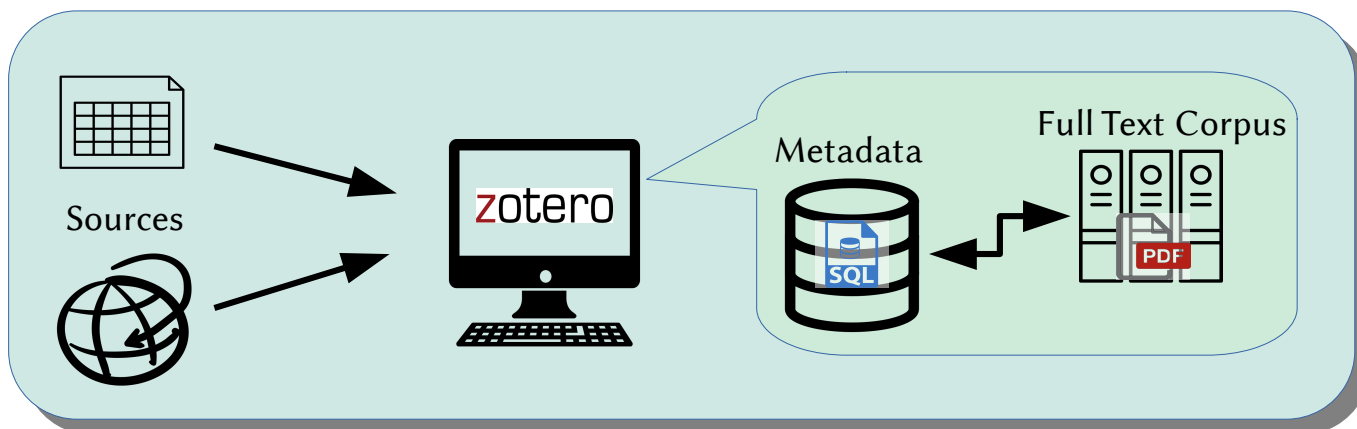 Sources
zotero
Metadata
SQL
Full Text Corpus
PDF